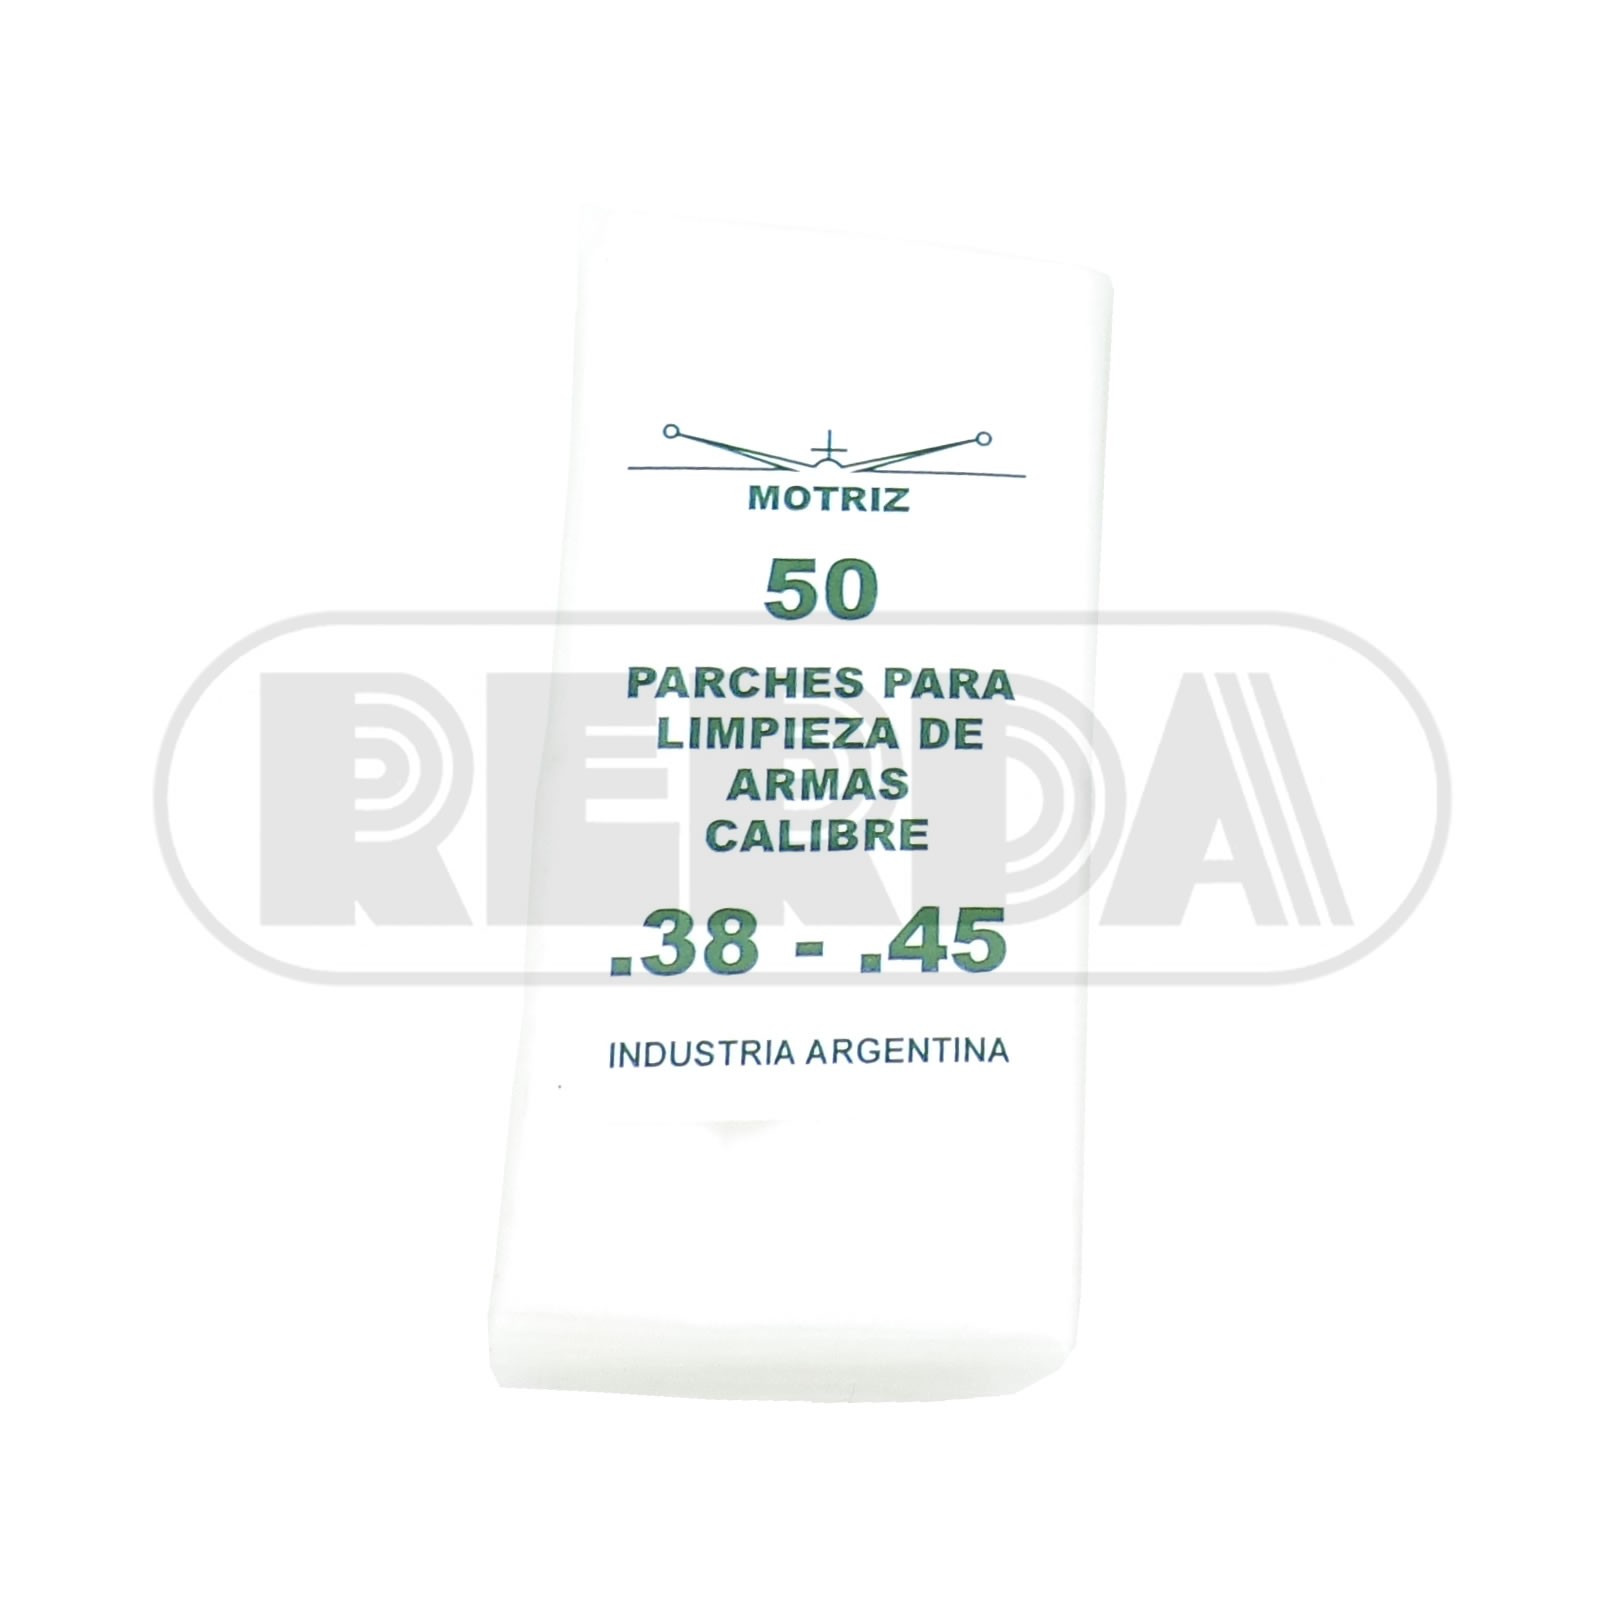 MOTRIZ
50
PARCHES PARA
LIMPIEZA DE
ARMAS
CALIBRE
.38 - .45
INDUSTRIA ARGENTINA
RERDA